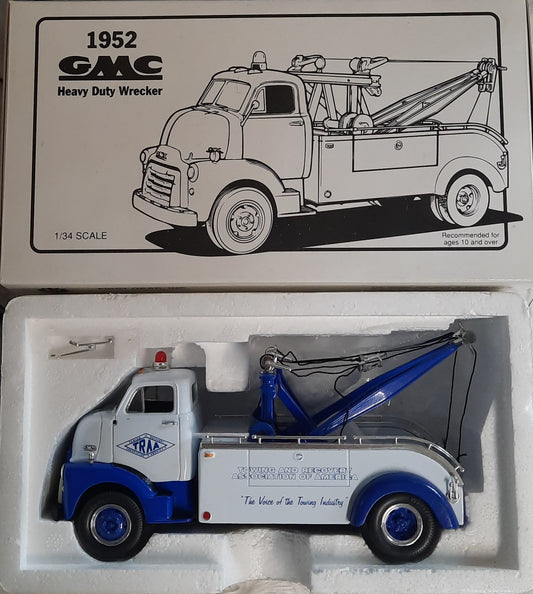 1952
GMC
Heavy Duty Wrecker
1/34 SCALE
Recommended for
ages 10 and over
TRAA
TOWING AND RECOVERY
ASSOCIATION OF AMERICA
"The Voice of the Towing Industry"